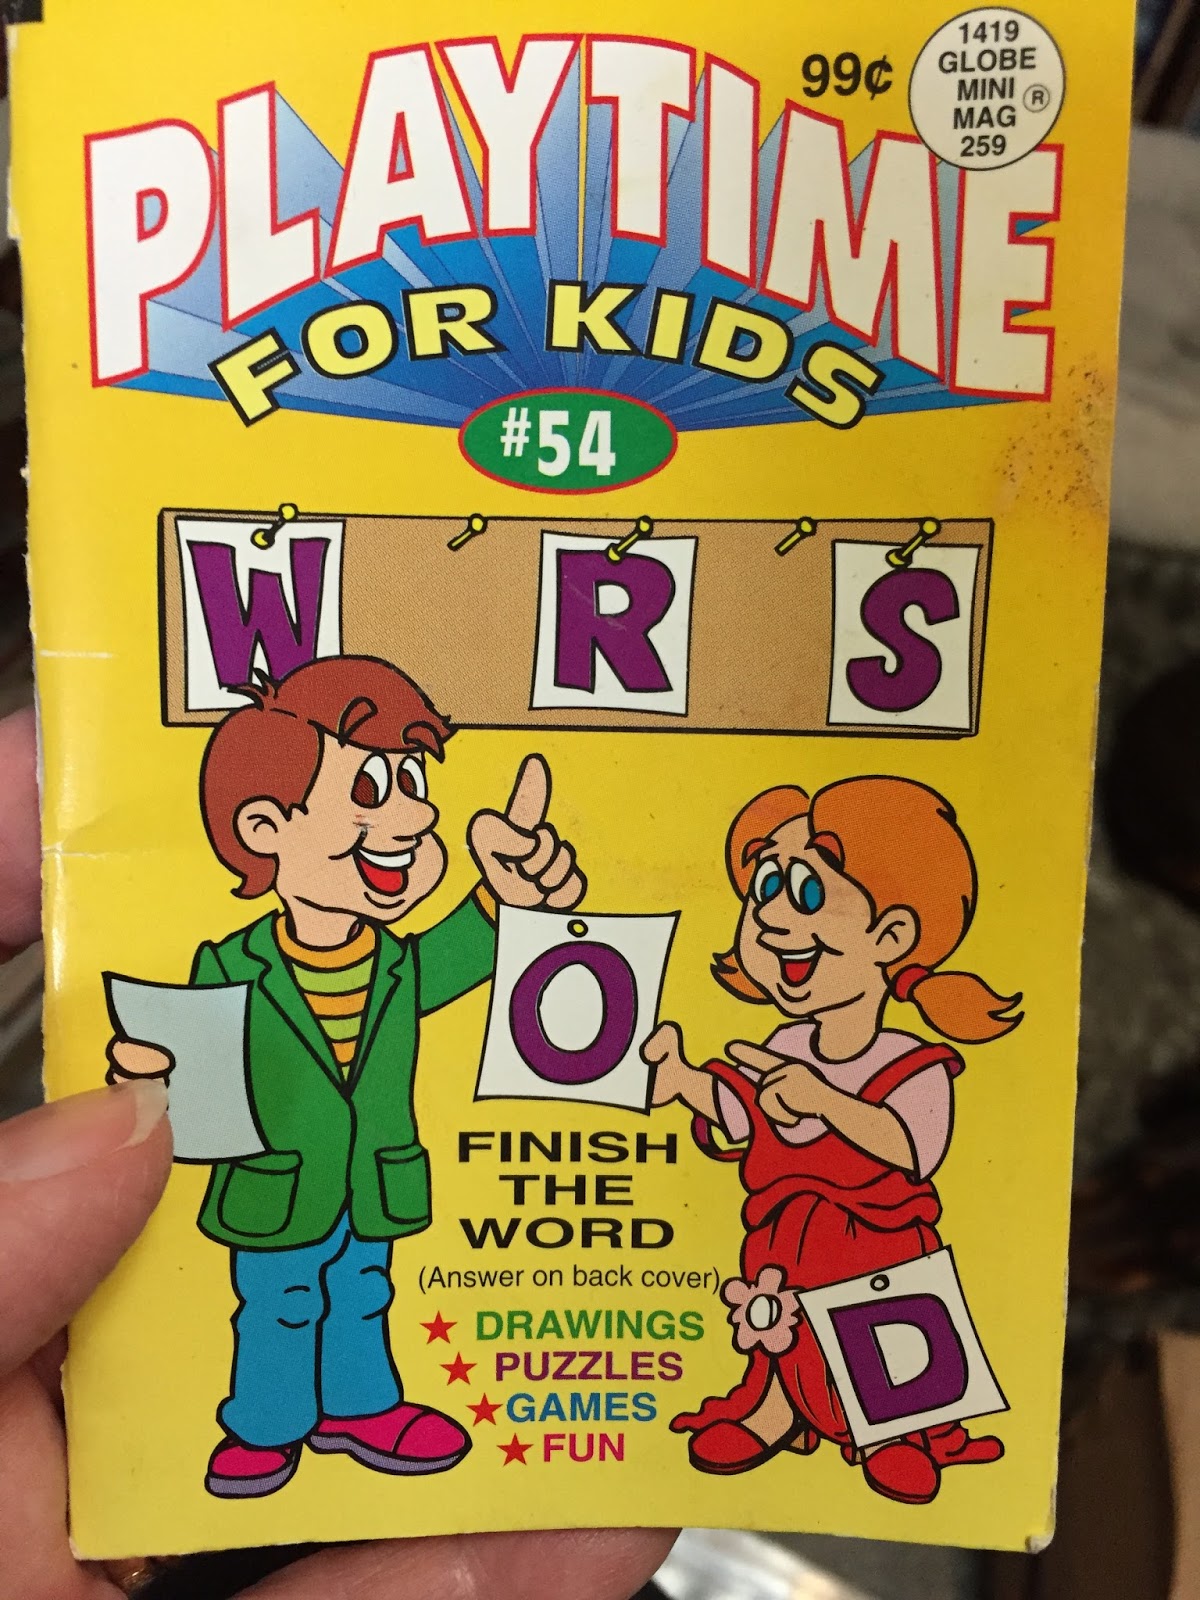 99¢
1419
GLOBE
MINI
MAG ®
259
PLAYTIME
FOR KIDS
#54
W R S
O
FINISH
THE
WORD
(Answer on back cover)
D
★ DRAWINGS
★ PUZZLES
★ GAMES
★ FUN